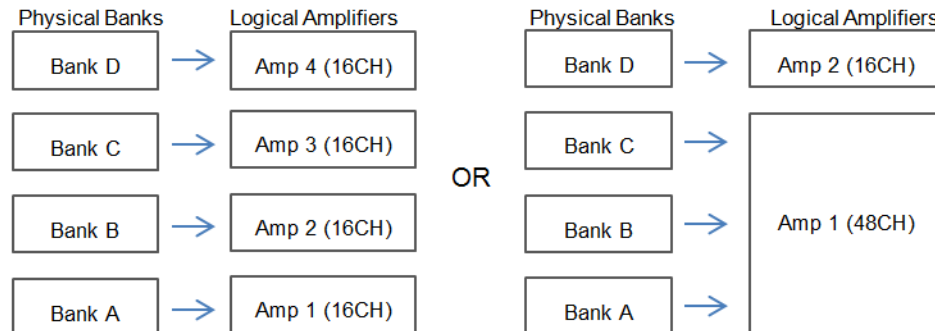 Physical Banks Logical Amplifiers
Bank D Amp 4 (16CH)
Bank C Amp 3 (16CH)
Bank B Amp 2 (16CH)
Bank A Amp 1 (16CH)
OR
Physical Banks Logical Amplifiers
Bank D Amp 2 (16CH)
Bank C
Bank B Amp 1 (48CH)
Bank A